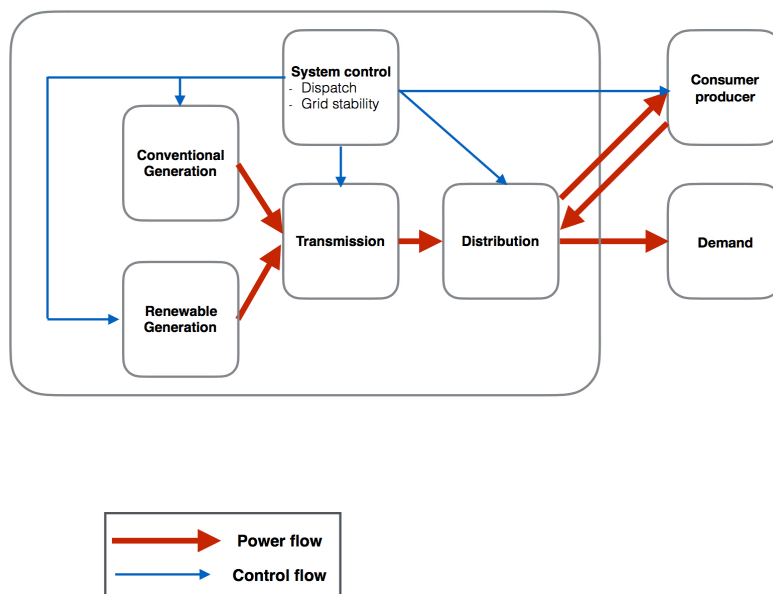 System control
- Dispatch
- Grid stability
Consumer
producer
Conventional
Generation
Transmission
Distribution
Demand
Renewable
Generation
Power flow
Control flow